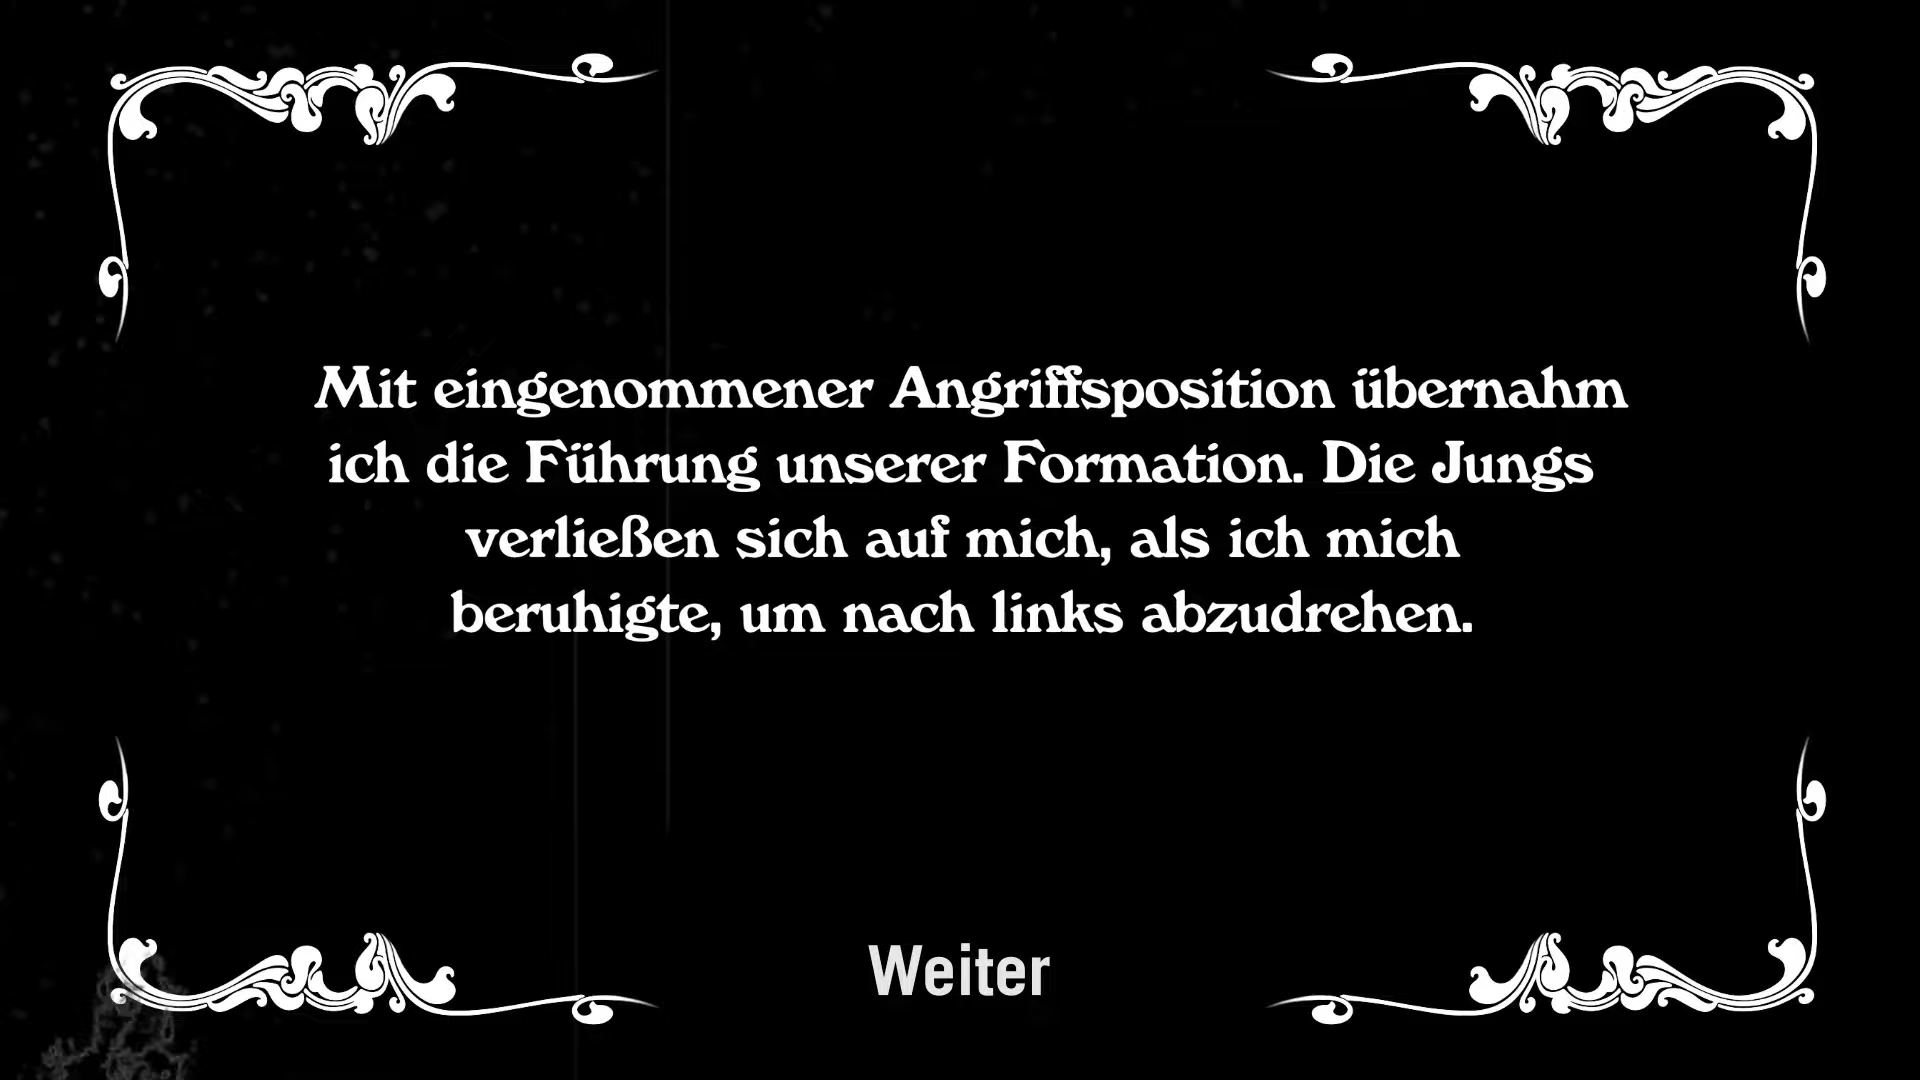 Mit eingenommener Angriffsposition übernahm
ich die Führung unserer Formation. Die Jungs
verließen sich auf mich, als ich mich
beruhigte, um nach links abzudrehen.
Weiter